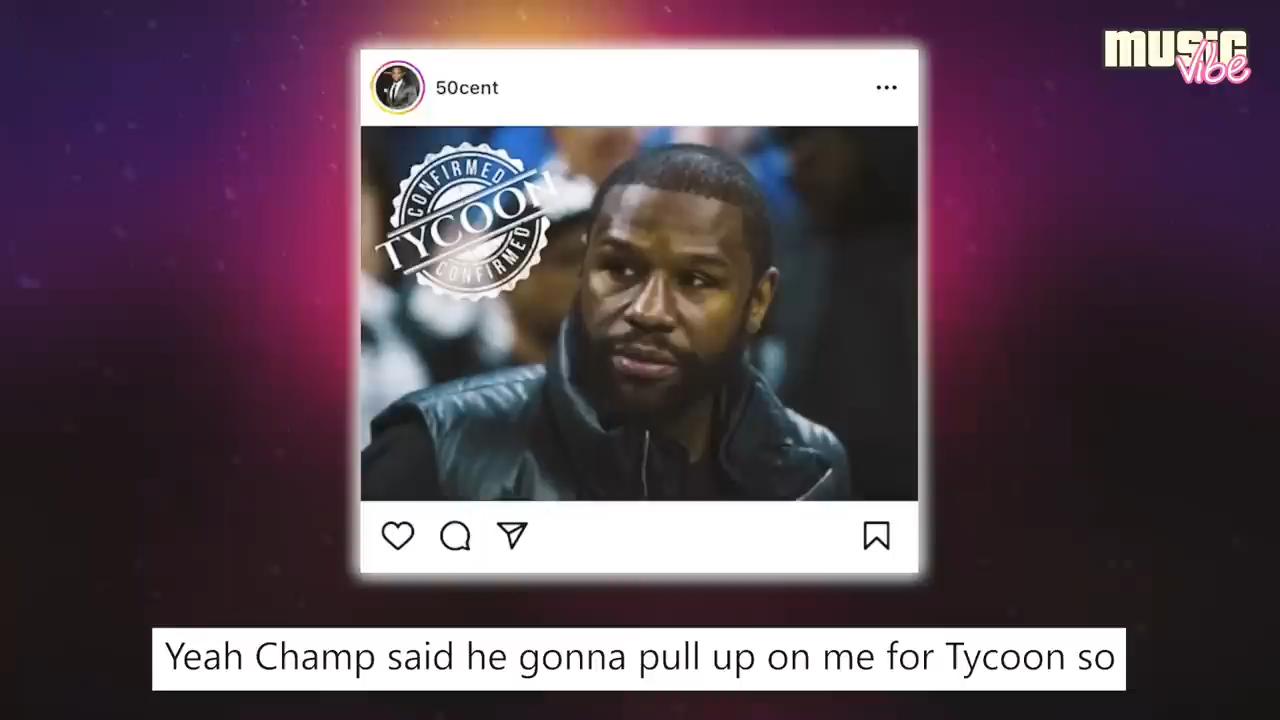 music
vibe
50cent
CONFIRMED
TYCOON
CONFIRMED
Yeah Champ said he gonna pull up on me for Tycoon so